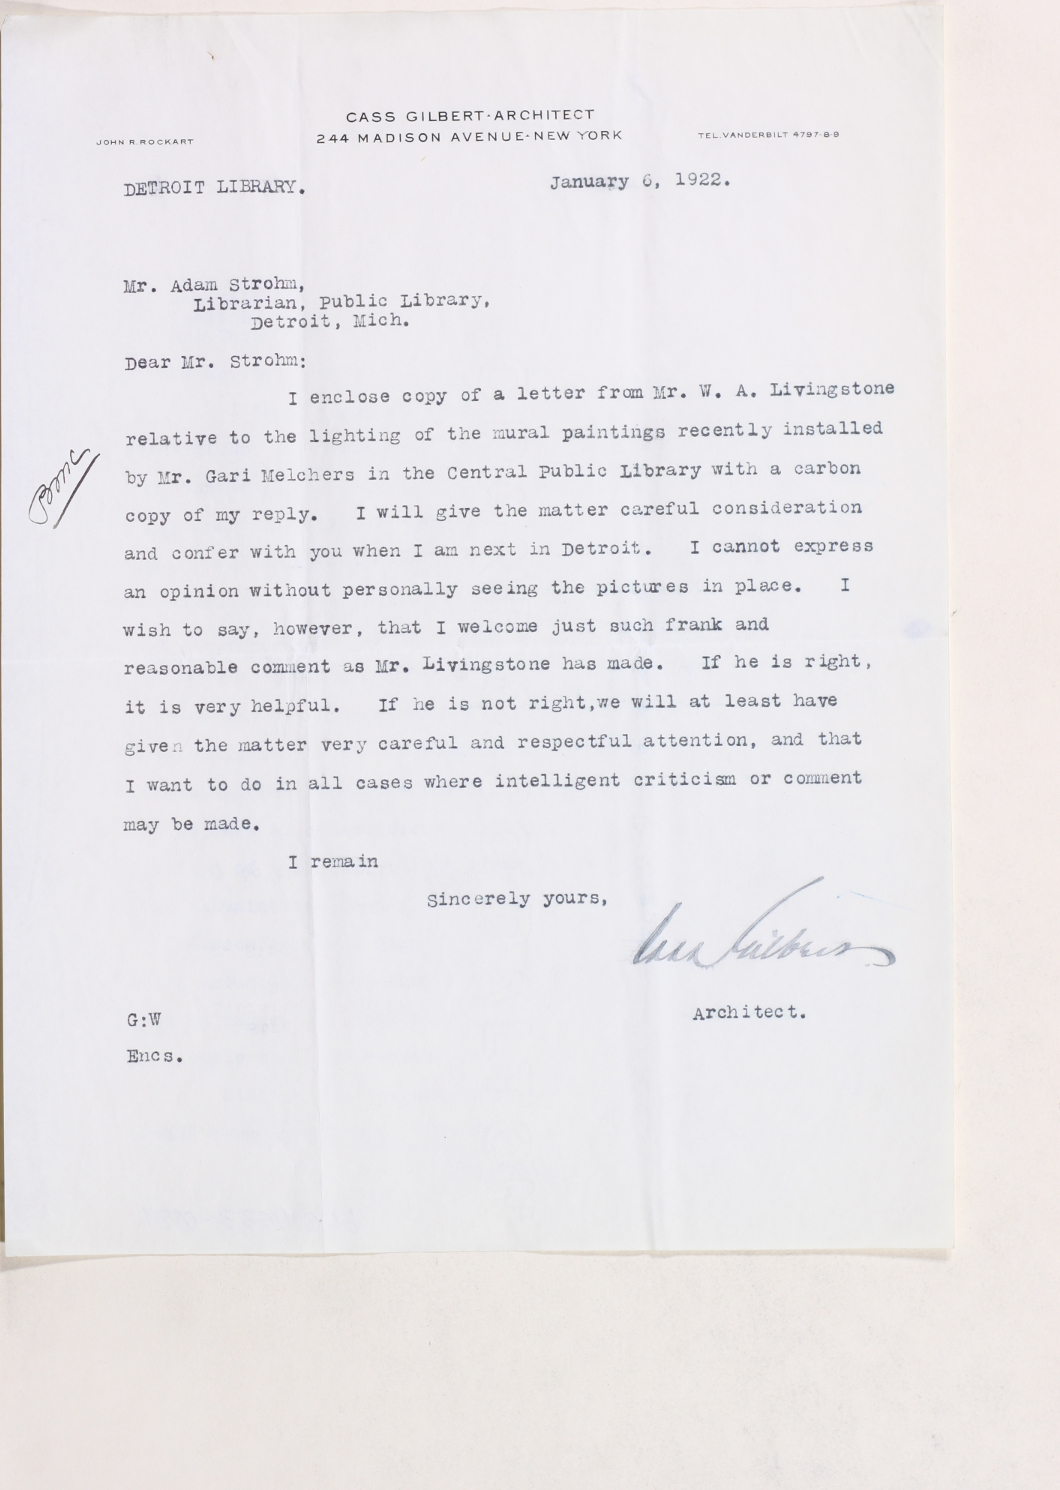 CASS GILBERT·ARCHITECT
244 MADISON AVENUE·NEW YORK
JOHN R. ROCKART
TEL. VANDERBILT 4797-8-9
DETROIT LIBRARY.
January 6, 1922.
Mr. Adam Strohm,
Librarian, Public Library,
Detroit, Mich.
Dear Mr. Strohm:
I enclose copy of a letter from Mr. W. A. Livingstone
relative to the lighting of the mural paintings recently installed
by Mr. Gari Melchers in the Central Public Library with a carbon
copy of my reply. I will give the matter careful consideration
and confer with you when I am next in Detroit. I cannot express
an opinion without personally seeing the pictures in place. I
wish to say, however, that I welcome just such frank and
reasonable comment as Mr. Livingstone has made. If he is right,
it is very helpful. If he is not right,we will at least have
given the matter very careful and respectful attention, and that
I want to do in all cases where intelligent criticism or comment
may be made.
I remain
Sincerely yours,
Cass Gilbert
Architect.
G:W
Encs.